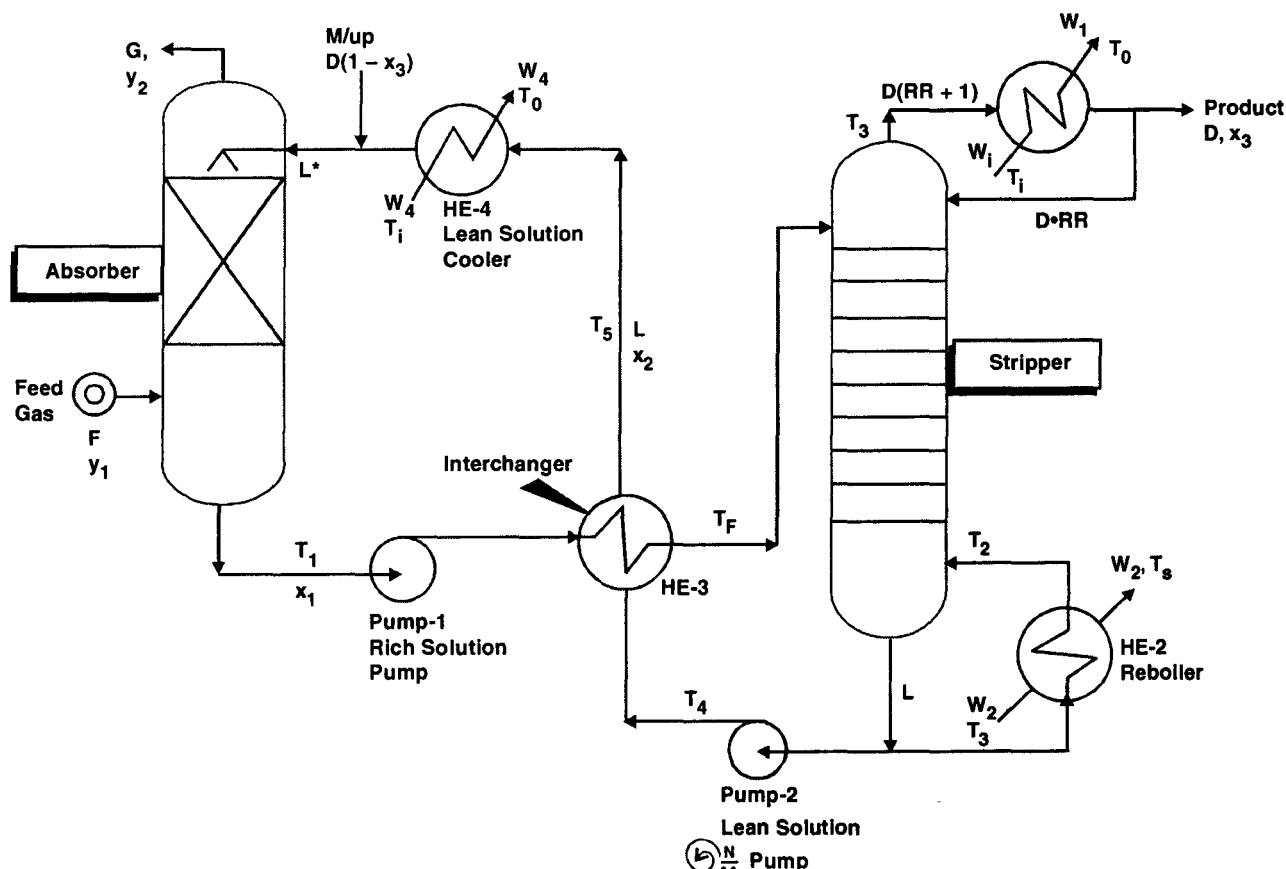 G,
y2
M/up
D(1 – x3)
W4
T0
L*
W4
Ti
HE-4
Lean Solution
Cooler
Absorber
Feed
Gas
F
y1
T1
x1
Pump-1
Rich Solution
Pump
Interchanger
HE-3
T5
L
x2
TF
T4
Pump-2
Lean Solution
Pump
L
T3
D(RR + 1)
W1
T0
Wi
Ti
Product
D, x3
D•RR
Stripper
T2
W2, Ts
HE-2
Reboiler
W2
T3